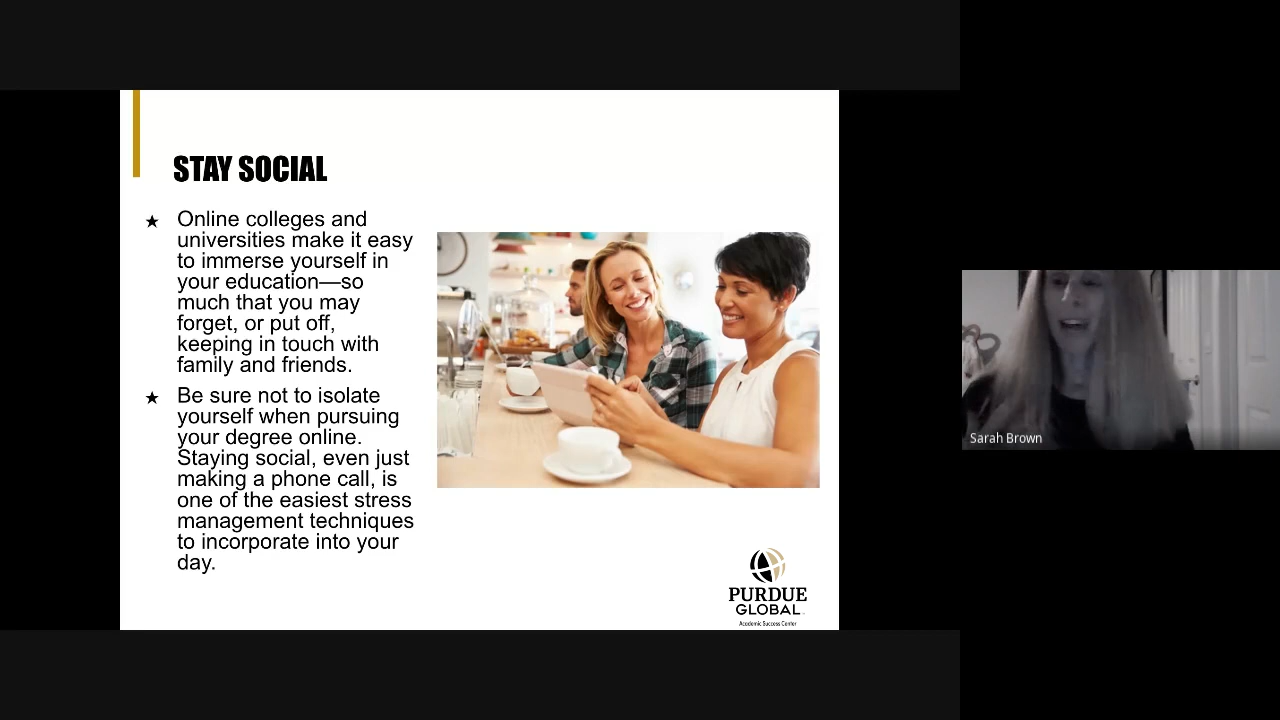 STAY SOCIAL
★ Online colleges and
universities make it easy
to immerse yourself in
your education—so
much that you may
forget, or put off,
keeping in touch with
family and friends.
★ Be sure not to isolate
yourself when pursuing
your degree online.
Staying social, even just
making a phone call, is
one of the easiest stress
management techniques
to incorporate into your
day.
PURDUE
GLOBAL
Academic Success Center
Sarah Brown